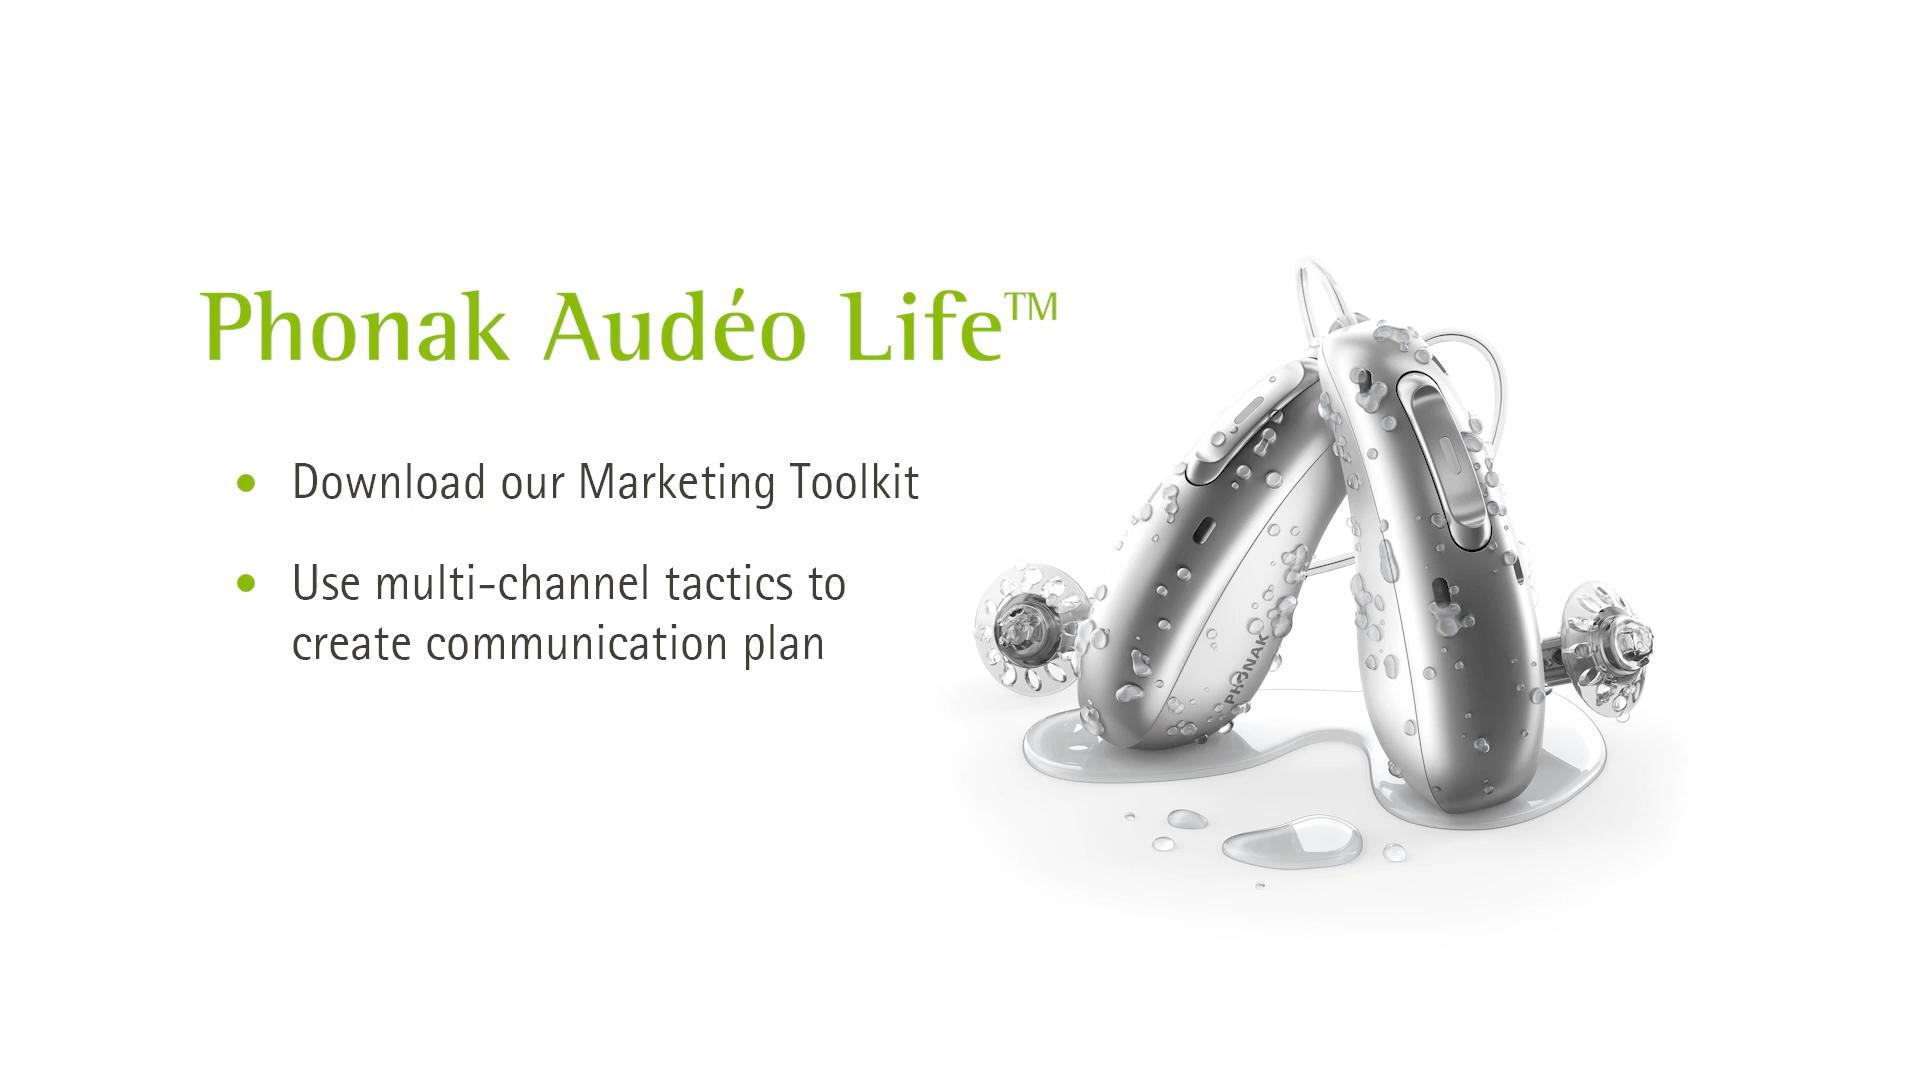 Phonak Audéo Life™
• Download our Marketing Toolkit
• Use multi-channel tactics to
create communication plan
PHONAK